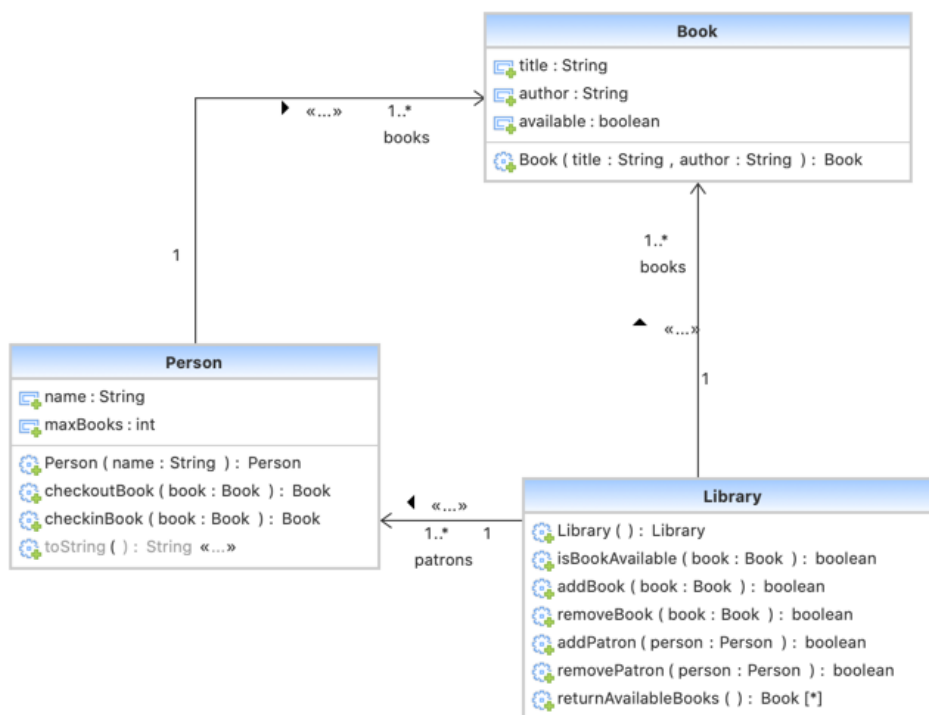 Book
title : String
author : String
available : boolean
Book ( title : String , author : String ) : Book
«...»
1..*
books
1
1..*
books
«...»
1
Person
name : String
maxBooks : int
Person ( name : String ) : Person
checkoutBook ( book : Book ) : Book
checkinBook ( book : Book ) : Book
toString ( ) : String «...»
«...»
1..* 1
patrons
Library
Library ( ) : Library
isBookAvailable ( book : Book ) : boolean
addBook ( book : Book ) : boolean
removeBook ( book : Book ) : boolean
addPatron ( person : Person ) : boolean
removePatron ( person : Person ) : boolean
returnAvailableBooks ( ) : Book [*]